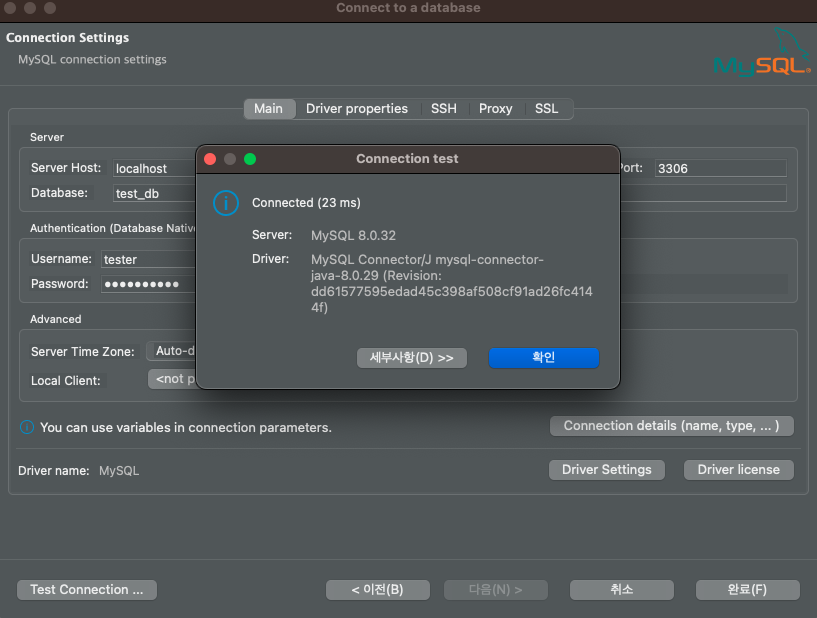 Connect to a database
Connection Settings
MySQL connection settings
MySQL
Main Driver properties SSH Proxy SSL
Server
Server Host: localhost
Port: 3306
Database: test_db
Authentication (Database Nativ
Username: tester
Password: ●●●●●●●●●●
Advanced
Server Time Zone: Auto-d
Local Client: <not p
Connection test
Connected (23 ms)
Server: MySQL 8.0.32
Driver: MySQL Connector/J mysql-connector-
java-8.0.29 (Revision:
dd61577595edad45c398af508cf91ad26fc414
4f)
세부사항(D) >> 확인
You can use variables in connection parameters.
Connection details (name, type, ... )
Driver name: MySQL
Driver Settings Driver license
Test Connection ... < 이전(B) 다음(N) > 취소 완료(F)